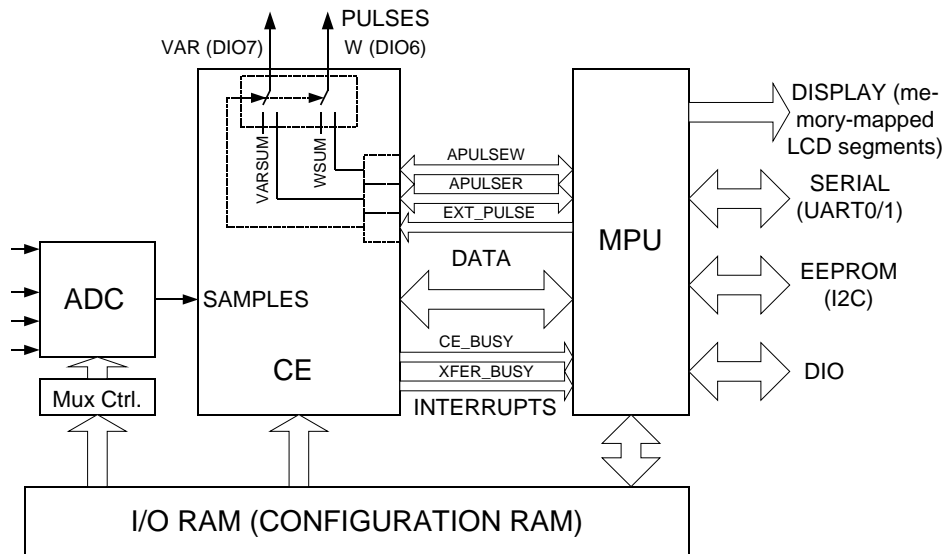 PULSES
VAR (DIO7)
W (DIO6)
DISPLAY (me-
mory-mapped
LCD segments)
VARSUM
WSUM
APULSEW
APULSER
EXT_PULSE
SERIAL
(UART0/1)
MPU
DATA
EEPROM
(I2C)
ADC
SAMPLES
CE_BUSY
CE
XFER_BUSY
DIO
Mux Ctrl.
INTERRUPTS
I/O RAM (CONFIGURATION RAM)